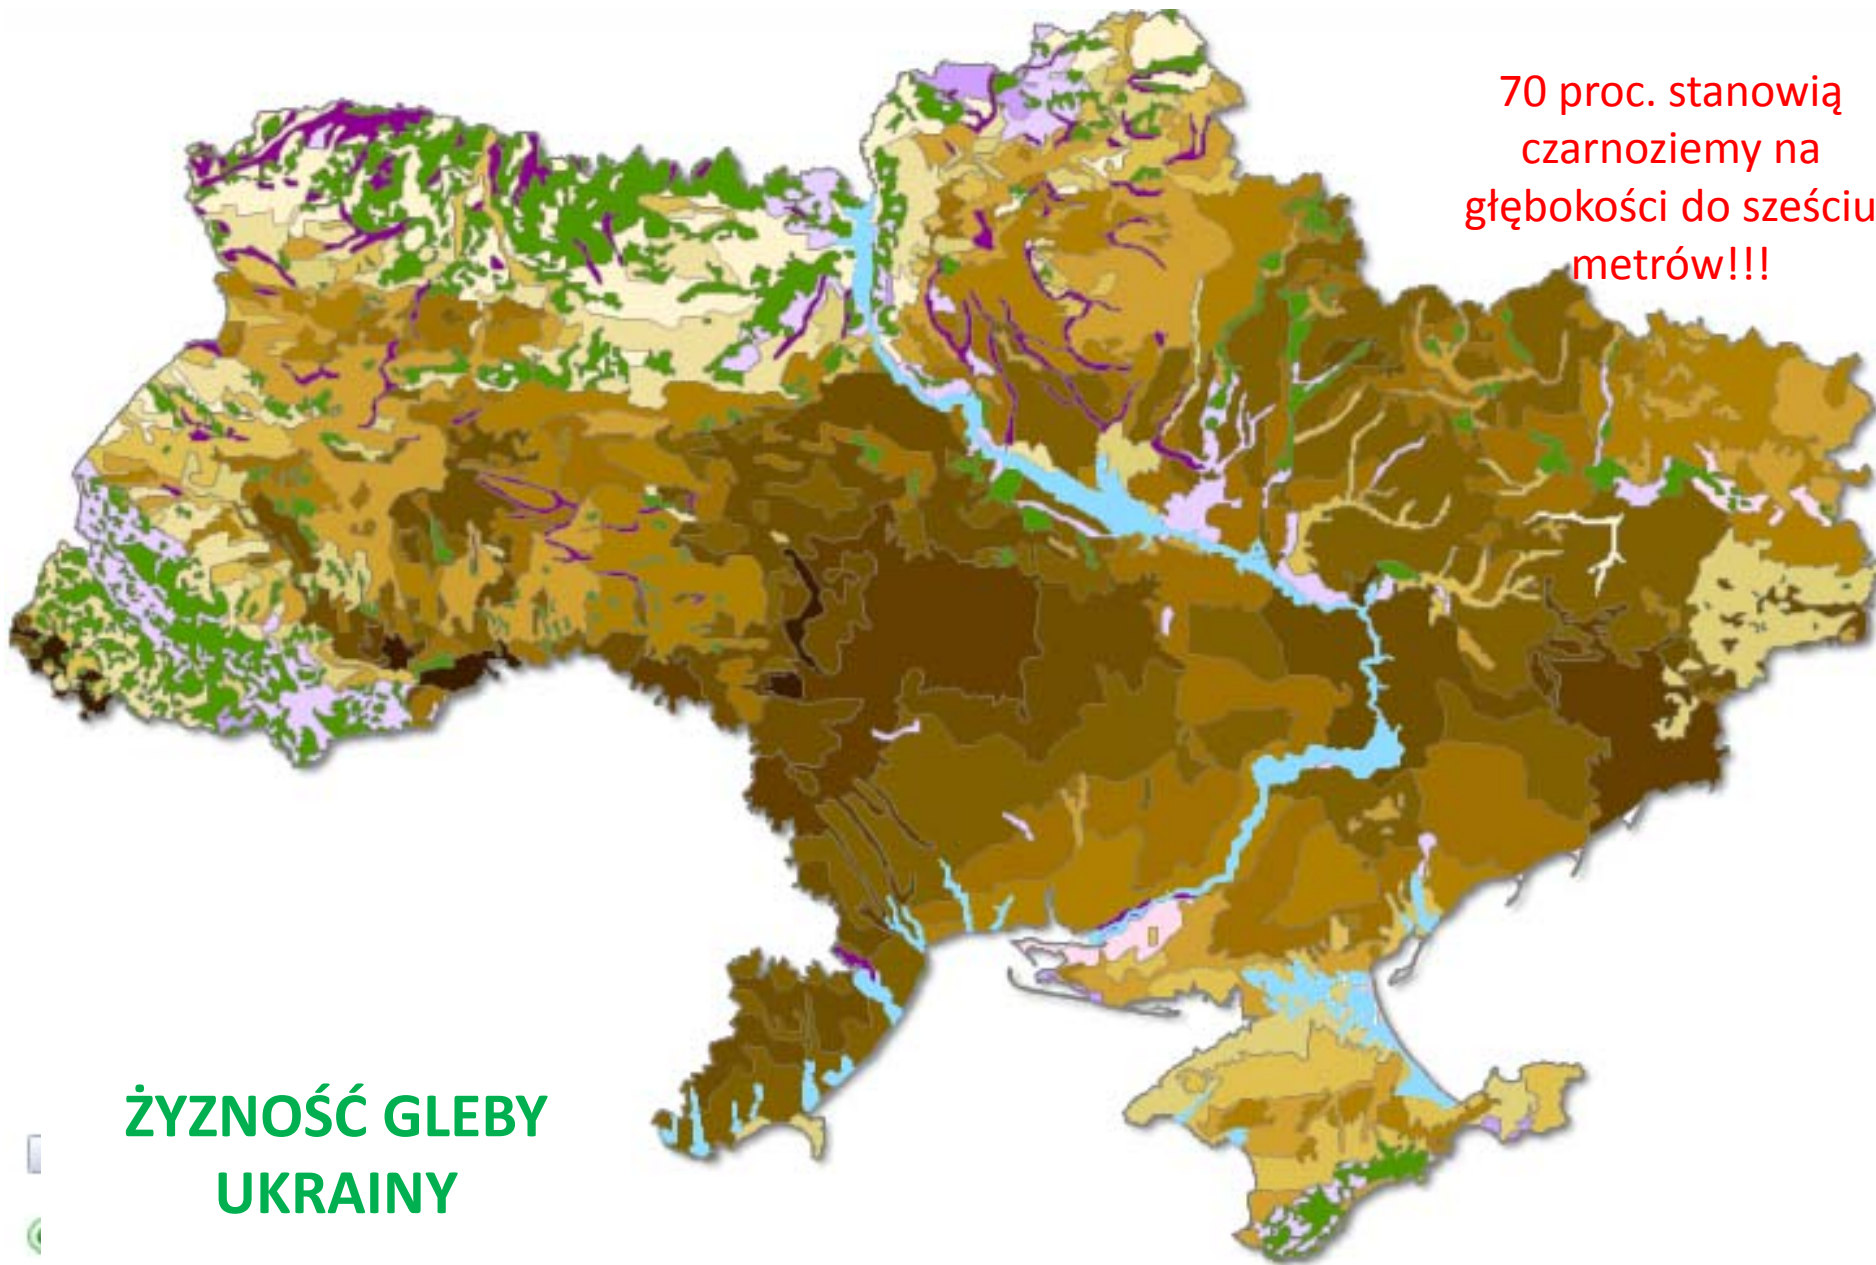 70 proc. stanowią
czarnoziemy na
głębokości do sześciu
metrów!!!
ŻYZNOŚĆ GLEBY
UKRAINY